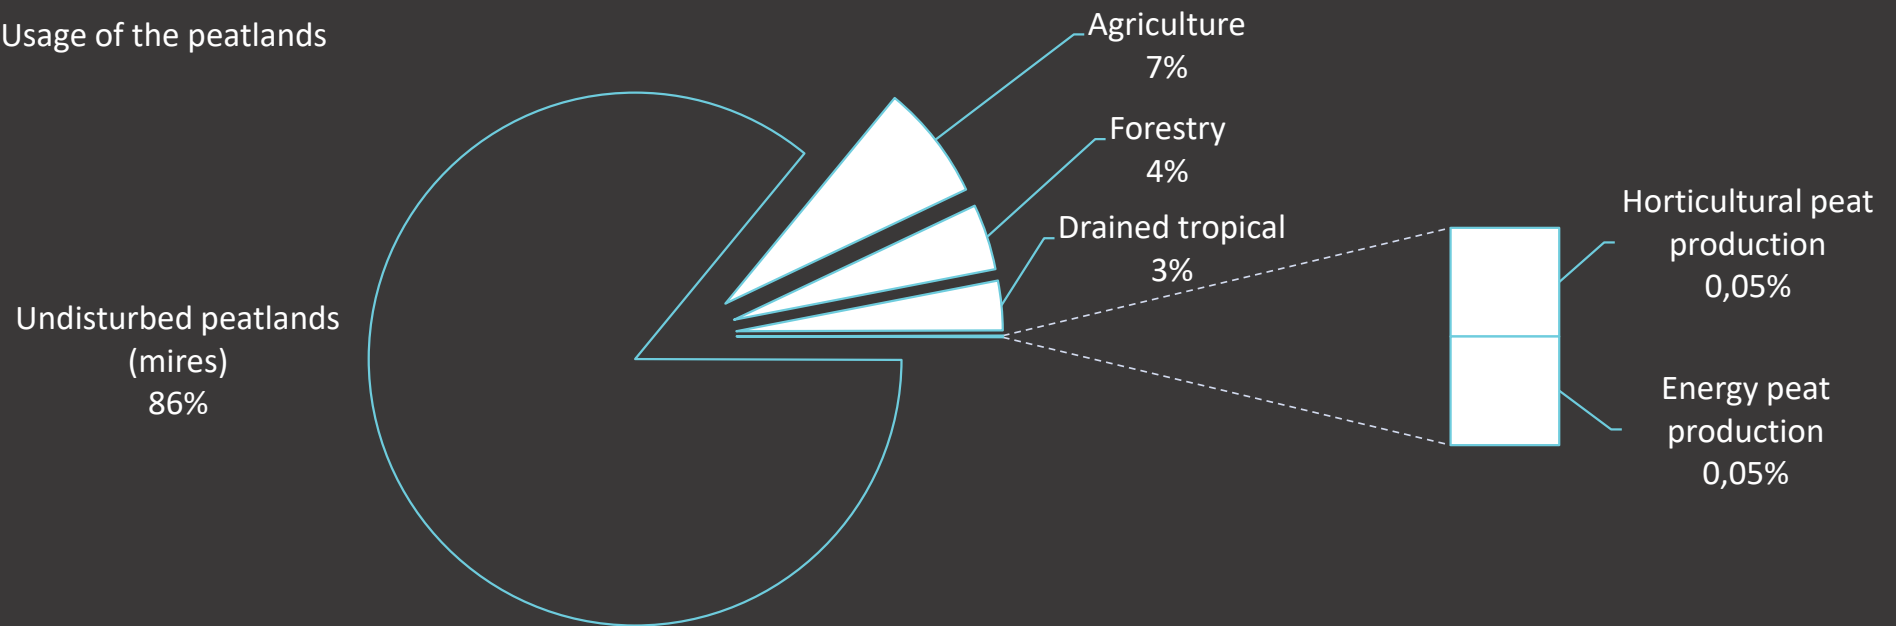 Usage of the peatlands
Agriculture
7%
Forestry
4%
Drained tropical
3%
Horticultural peat
production
0,05%
Undisturbed peatlands
(mires)
86%
Energy peat
production
0,05%